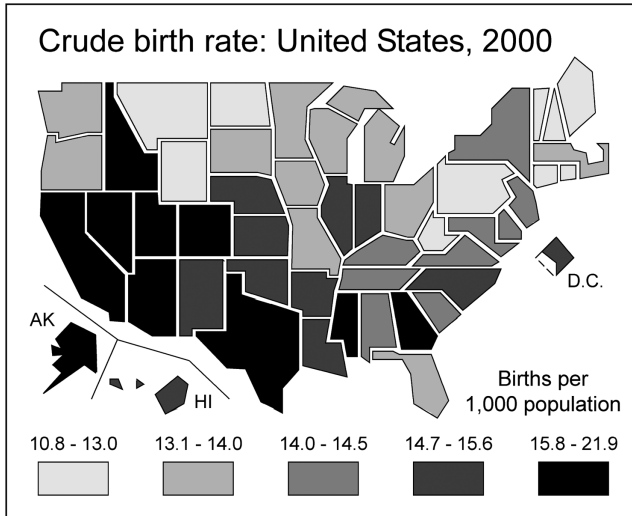 Crude birth rate: United States, 2000
D.C.
AK
HI
Births per
1,000 population
10.8 - 13.0 13.1 - 14.0 14.0 - 14.5 14.7 - 15.6 15.8 - 21.9